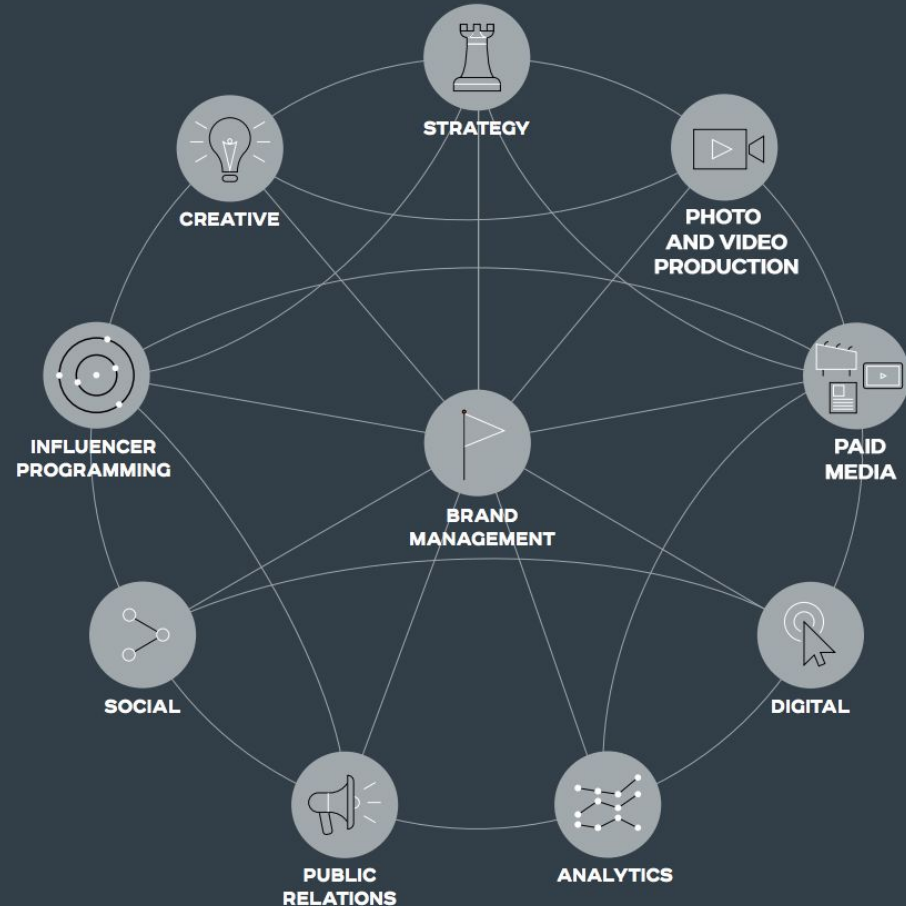 STRATEGY
CREATIVE
PHOTO
AND VIDEO
PRODUCTION
INFLUENCER
PROGRAMMING
PAID
MEDIA
BRAND
MANAGEMENT
SOCIAL
DIGITAL
PUBLIC
RELATIONS
ANALYTICS